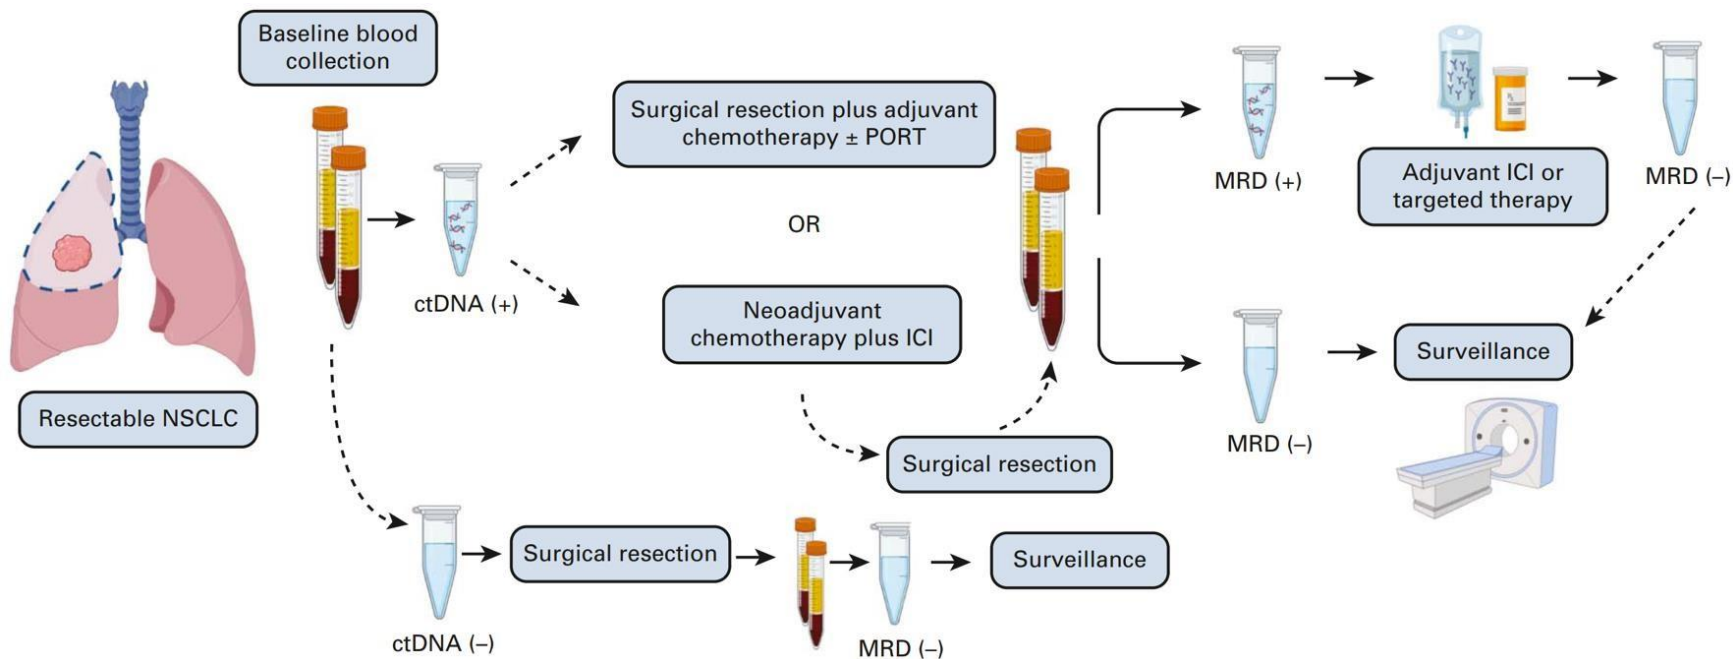 Baseline blood
collection
Resectable NSCLC
ctDNA (+)
Surgical resection plus adjuvant
chemotherapy ± PORT
OR
Neoadjuvant
chemotherapy plus ICI
Surgical resection
MRD (+)
Adjuvant ICI or
targeted therapy
MRD (–)
MRD (–)
Surveillance
ctDNA (–)
Surgical resection
MRD (–)
Surveillance